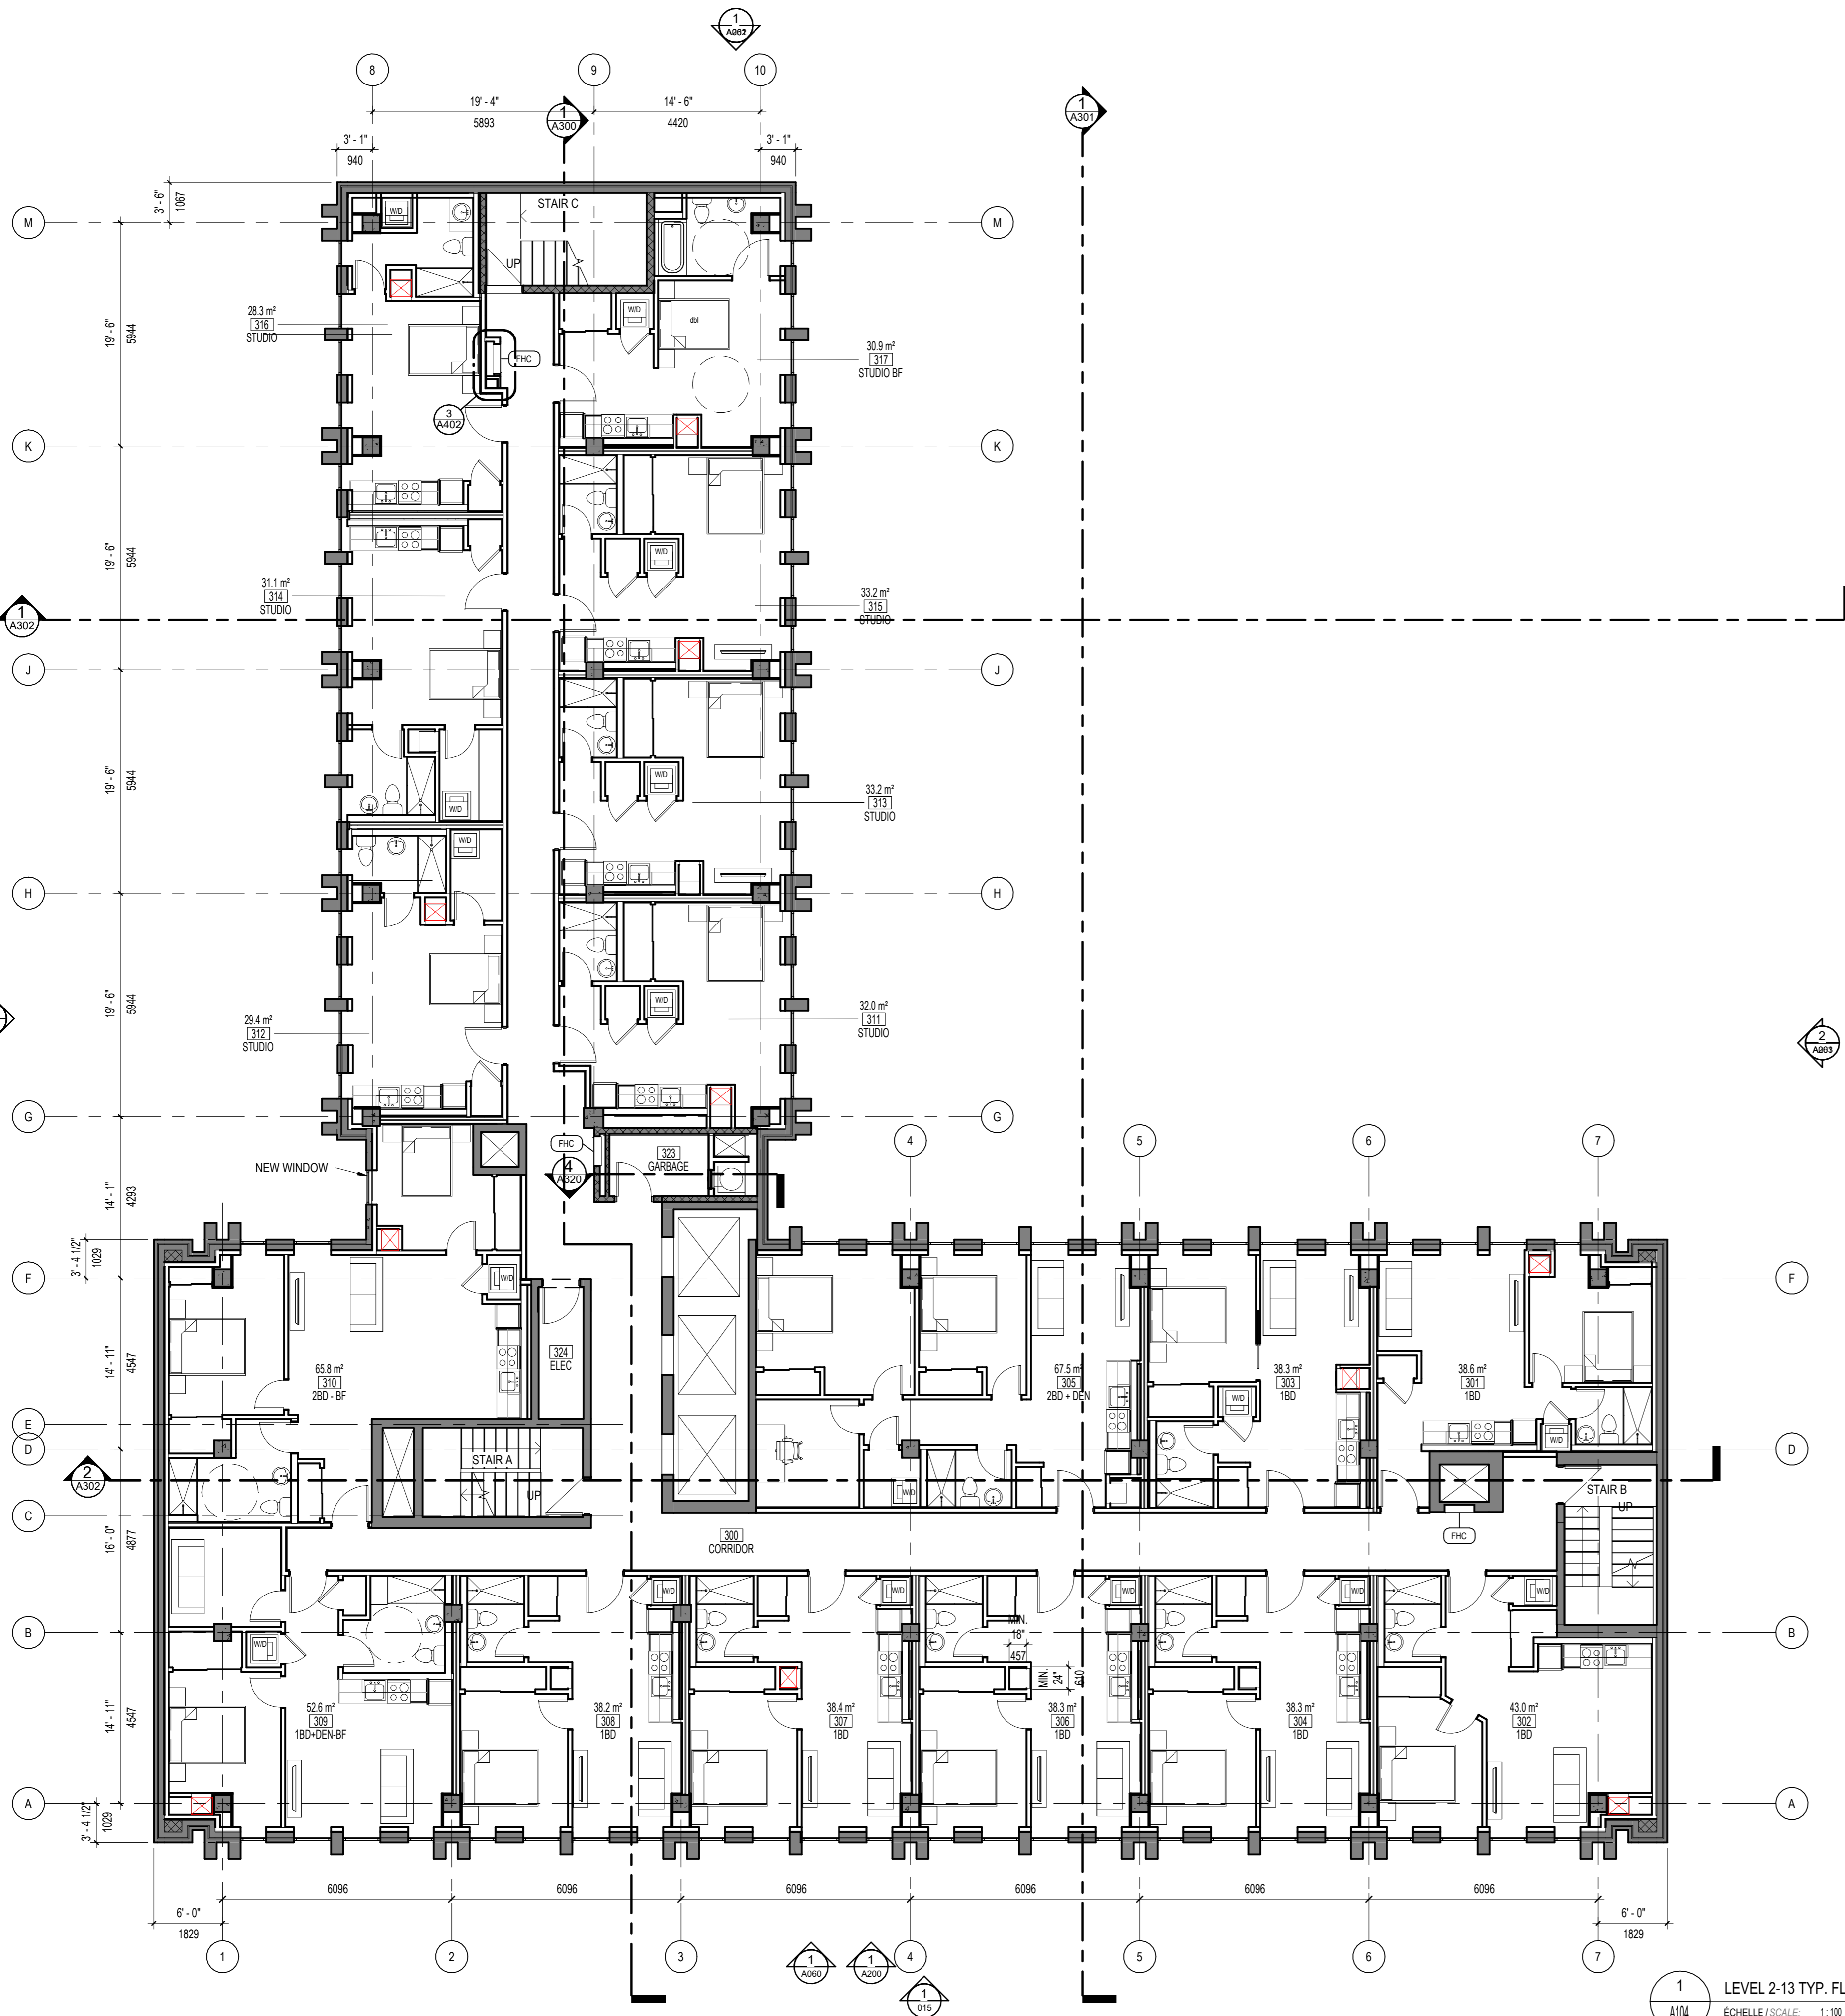 1
A202
8
9
10
19' - 4"
5893
14' - 6"
4420
1
A300
1
A301
3' - 1"
940
3' - 1"
940
3' - 6"
1067
M
M
STAIR C
UP
W/D
28.3 m²
316
STUDIO
W/D
dbl
FHC
30.9 m²
317
STUDIO BF
19' - 6"
5944
3
A402
K
K
W/D
19' - 6"
5944
31.1 m²
314
STUDIO
33.2 m²
315
STUDIO
1
A302
J
J
W/D
W/D
19' - 6"
5944
33.2 m²
313
STUDIO
W/D
H
H
W/D
19' - 6"
5944
29.4 m²
312
STUDIO
32.0 m²
311
STUDIO
2
A203
G
G
4
5
6
7
FHC
323
GARBAGE
4
A320
NEW WINDOW
14' - 1"
4293
3' - 4 1/2"
1029
F
F
W/D
324
ELEC
14' - 11"
4547
65.8 m²
310
2BD - BF
67.5 m²
305
2BD + DEN
38.3 m²
303
1BD
38.6 m²
301
1BD
W/D
W/D
E
D
D
2
A302
STAIR A
UP
W/D
STAIR B
UP
C
16' - 0"
4877
300
CORRIDOR
FHC
W/D
W/D
W/D
W/D
W/D
B
B
W/D
MIN.
18"
457
MIN.
24"
610
14' - 11"
4547
52.6 m²
309
1BD+DEN-BF
38.2 m²
308
1BD
38.4 m²
307
1BD
38.3 m²
306
1BD
38.3 m²
304
1BD
43.0 m²
302
1BD
A
A
3' - 4 1/2"
1029
6096
6096
6096
6096
6096
6096
6' - 0"
1829
6' - 0"
1829
1
2
3
4
5
6
7
1
A060
1
A200
1
015
1
A104
LEVEL 2-13 TYP. FL
ÉCHELLE / SCALE: 1 : 100